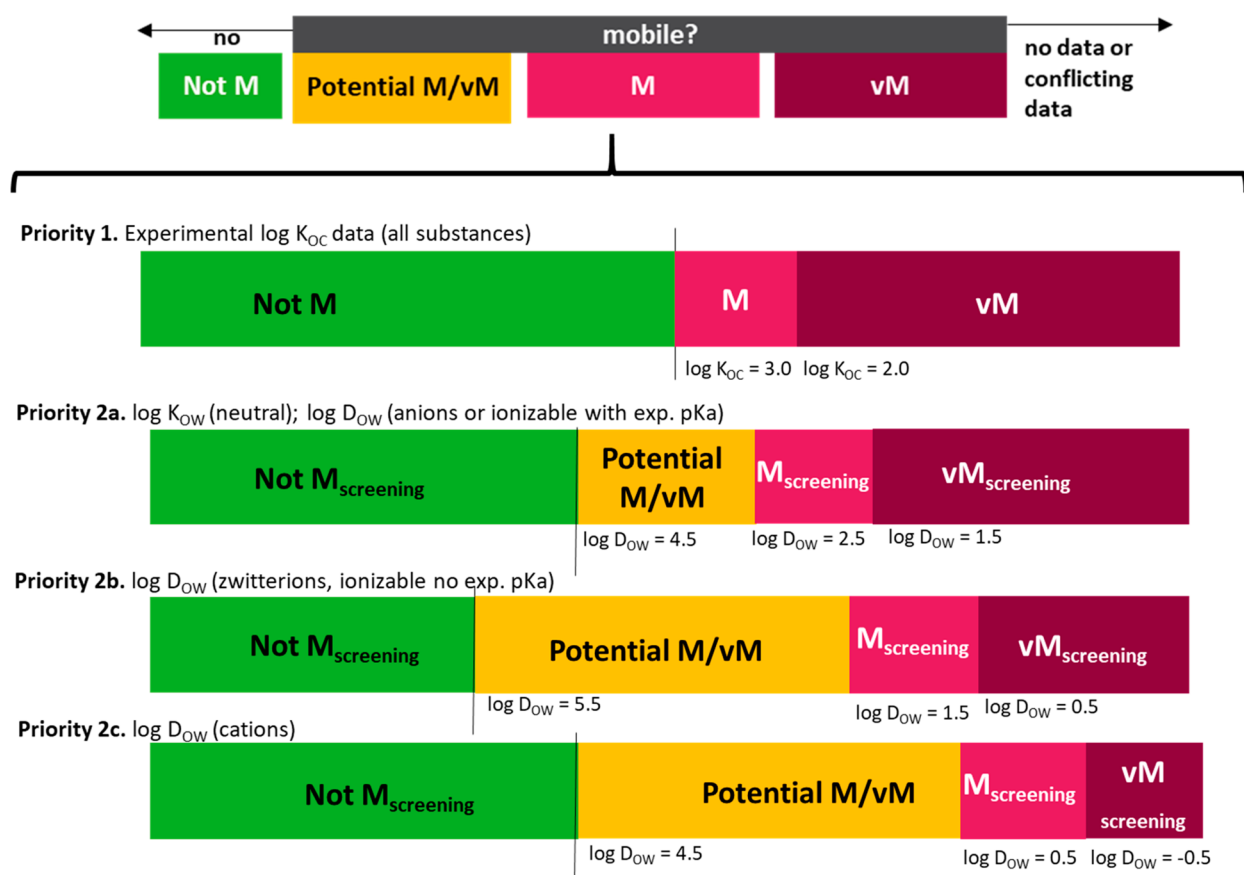 no
mobile?
no data or
conflicting
data
Not M
Potential M/vM
M
vM
Priority 1. Experimental log KOC data (all substances)
Not M
M
vM
log KOC = 3.0
log KOC = 2.0
Priority 2a. log KOW (neutral); log DOW (anions or ionizable with exp. pKa)
Not Mscreening
Potential
M/vM
Mscreening
vMscreening
log DOW = 4.5
log DOW = 2.5
log DOW = 1.5
Priority 2b. log DOW (zwitterions, ionizable no exp. pKa)
Not Mscreening
Potential M/vM
Mscreening
vMscreening
log DOW = 5.5
log DOW = 1.5
log DOW = 0.5
Priority 2c. log DOW (cations)
Not Mscreening
Potential M/vM
Mscreening
vM
screening
log DOW = 4.5
log DOW = 0.5
log DOW = -0.5